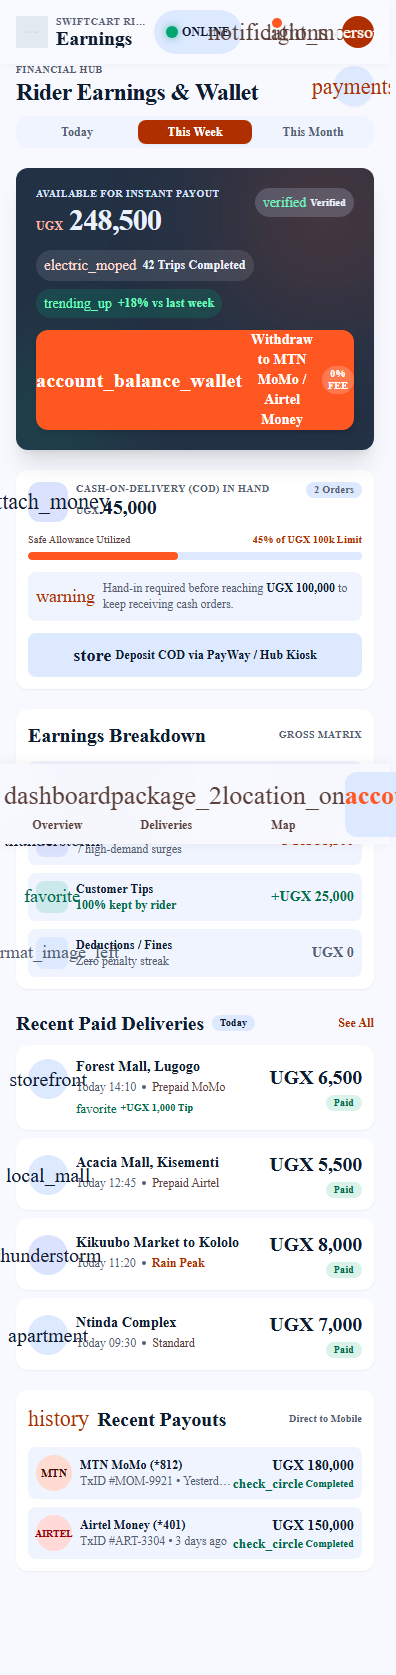 SWIFTCART RI...
Earnings
ONLINE
notifications
person
FINANCIAL HUB
Rider Earnings & Wallet
payments
Today
This Week
This Month
AVAILABLE FOR INSTANT PAYOUT
UGX 248,500
verified Verified
electric_moped 42 Trips Completed
trending_up +18% vs last week
account_balance_wallet
Withdraw
to MTN
MoMo /
Airtel
Money
0%
FEE
attach_money
CASH-ON-DELIVERY (COD) IN HAND
UGX 45,000
2 Orders
Safe Allowance Utilized
45% of UGX 100k Limit
warning
Hand-in required before reaching UGX 100,000 to
keep receiving cash orders.
store Deposit COD via PayWay / Hub Kiosk
Earnings Breakdown
GROSS MATRIX
dashboard
package_2
location_on
Overview
Deliveries
Map
/ high-demand surges
favorite
Customer Tips
100% kept by rider
+UGX 25,000
Deductions / Fines
Zero penalty streak
UGX 0
Recent Paid Deliveries
Today
See All
storefront
Forest Mall, Lugogo
Today 14:10 • Prepaid MoMo
favorite +UGX 1,000 Tip
UGX 6,500
Paid
local_mall
Acacia Mall, Kisementi
Today 12:45 • Prepaid Airtel
UGX 5,500
Paid
thunderstorm
Kikuubo Market to Kololo
Today 11:20 • Rain Peak
UGX 8,000
Paid
apartment
Ntinda Complex
Today 09:30 • Standard
UGX 7,000
Paid
history Recent Payouts
Direct to Mobile
MTN
MTN MoMo (*812)
TxID #MOM-9921 • Yesterd...
UGX 180,000
check_circle Completed
AIRTEL
Airtel Money (*401)
TxID #ART-3304 • 3 days ago
UGX 150,000
check_circle Completed